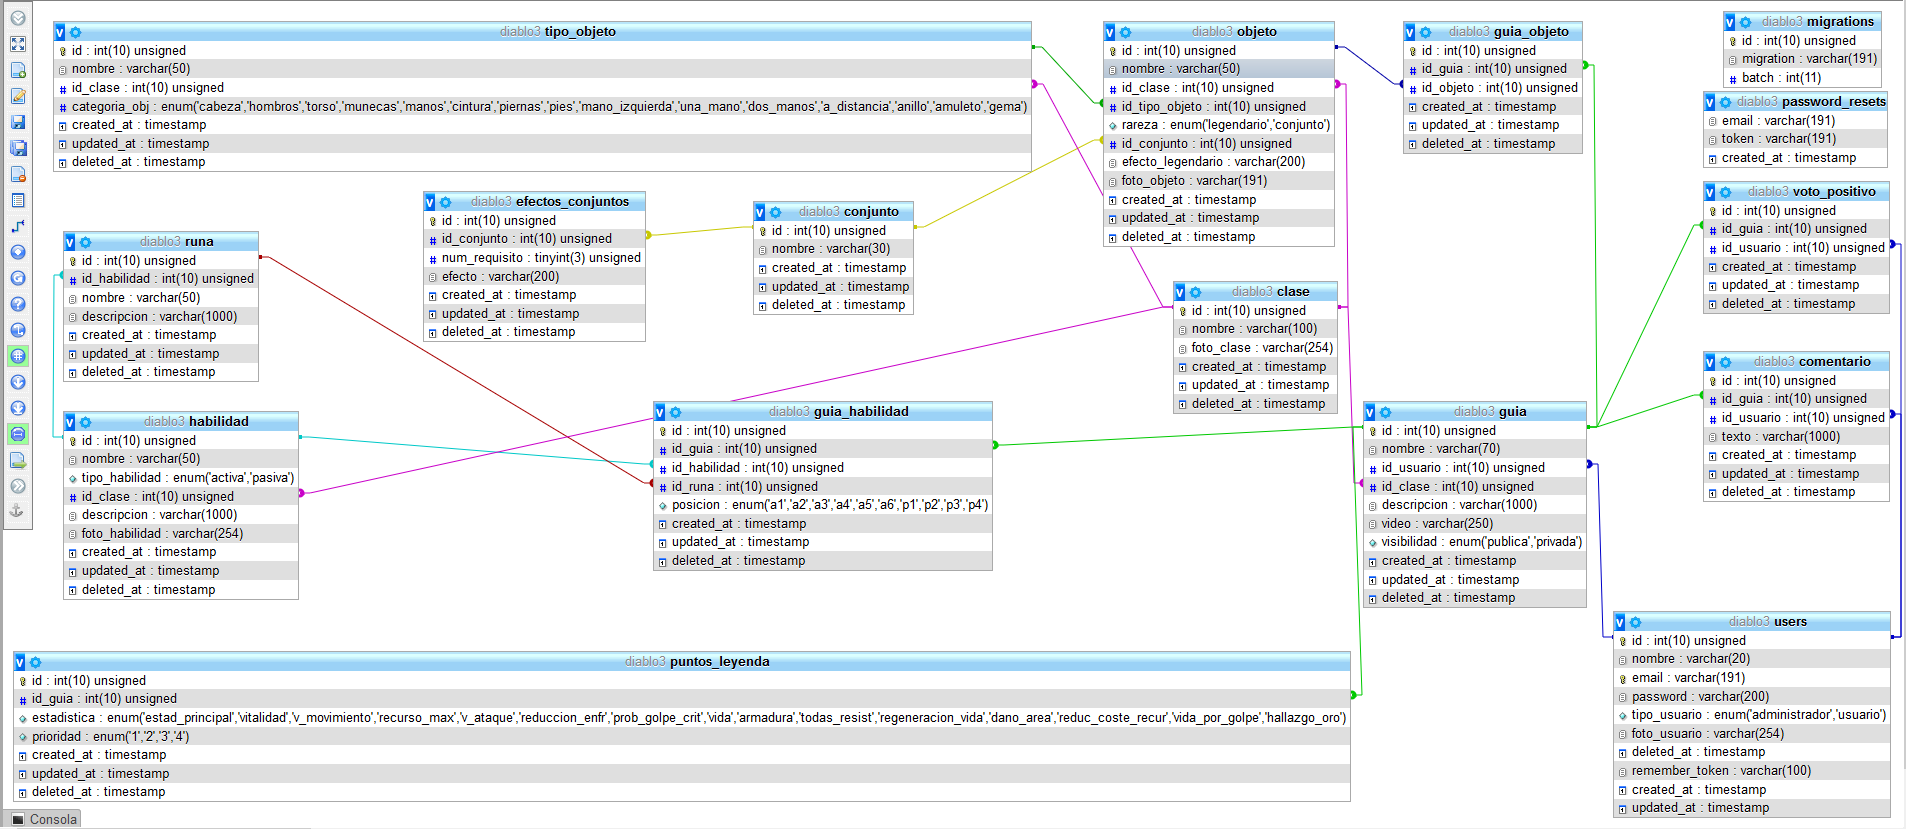 diablo3 tipo_objeto
id : int(10) unsigned
nombre : varchar(50)
id_clase : int(10) unsigned
categoria_obj : enum('cabeza','hombros','torso','munecas','manos','cintura','piernas','pies','mano_izquierda','una_mano','dos_manos','a_distancia','anillo','amuleto','gema')
created_at : timestamp
updated_at : timestamp
deleted_at : timestamp
diablo3 objeto
id : int(10) unsigned
nombre : varchar(50)
id_clase : int(10) unsigned
id_tipo_objeto : int(10) unsigned
rareza : enum('legendario','conjunto')
id_conjunto : int(10) unsigned
efecto_legendario : varchar(200)
foto_objeto : varchar(191)
created_at : timestamp
updated_at : timestamp
deleted_at : timestamp
diablo3 guia_objeto
id : int(10) unsigned
id_guia : int(10) unsigned
id_objeto : int(10) unsigned
created_at : timestamp
updated_at : timestamp
deleted_at : timestamp
diablo3 migrations
id : int(10) unsigned
migration : varchar(191)
batch : int(11)
diablo3 password_resets
email : varchar(191)
token : varchar(191)
created_at : timestamp
diablo3 voto_positivo
id : int(10) unsigned
id_guia : int(10) unsigned
id_usuario : int(10) unsigned
created_at : timestamp
updated_at : timestamp
deleted_at : timestamp
diablo3 efectos_conjuntos
id : int(10) unsigned
id_conjunto : int(10) unsigned
num_requisito : tinyint(3) unsigned
efecto : varchar(200)
created_at : timestamp
updated_at : timestamp
deleted_at : timestamp
diablo3 conjunto
id : int(10) unsigned
nombre : varchar(30)
created_at : timestamp
updated_at : timestamp
deleted_at : timestamp
diablo3 runa
id : int(10) unsigned
id_habilidad : int(10) unsigned
nombre : varchar(50)
descripcion : varchar(1000)
created_at : timestamp
updated_at : timestamp
deleted_at : timestamp
diablo3 clase
id : int(10) unsigned
nombre : varchar(100)
foto_clase : varchar(254)
created_at : timestamp
updated_at : timestamp
deleted_at : timestamp
diablo3 comentario
id : int(10) unsigned
id_guia : int(10) unsigned
id_usuario : int(10) unsigned
texto : varchar(1000)
created_at : timestamp
updated_at : timestamp
deleted_at : timestamp
diablo3 habilidad
id : int(10) unsigned
nombre : varchar(50)
tipo_habilidad : enum('activa','pasiva')
id_clase : int(10) unsigned
descripcion : varchar(1000)
foto_habilidad : varchar(254)
created_at : timestamp
updated_at : timestamp
deleted_at : timestamp
diablo3 guia_habilidad
id : int(10) unsigned
id_guia : int(10) unsigned
id_habilidad : int(10) unsigned
id_runa : int(10) unsigned
posicion : enum('a1','a2','a3','a4','a5','a6','p1','p2','p3','p4')
created_at : timestamp
updated_at : timestamp
deleted_at : timestamp
diablo3 guia
id : int(10) unsigned
nombre : varchar(70)
id_usuario : int(10) unsigned
id_clase : int(10) unsigned
descripcion : varchar(1000)
video : varchar(250)
visibilidad : enum('publica','privada')
created_at : timestamp
updated_at : timestamp
deleted_at : timestamp
diablo3 users
id : int(10) unsigned
nombre : varchar(20)
email : varchar(191)
password : varchar(200)
tipo_usuario : enum('administrador','usuario')
foto_usuario : varchar(254)
deleted_at : timestamp
remember_token : varchar(100)
created_at : timestamp
updated_at : timestamp
diablo3 puntos_leyenda
id : int(10) unsigned
id_guia : int(10) unsigned
estadistica : enum('estad_principal','vitalidad','v_movimiento','recurso_max','v_ataque','reduccion_enfr','prob_golpe_crit','vida','armadura','todas_resist','regeneracion_vida','dano_area','reduc_coste_recur','vida_por_golpe','hallazgo_oro')
prioridad : enum('1','2','3','4')
created_at : timestamp
updated_at : timestamp
deleted_at : timestamp
Consola